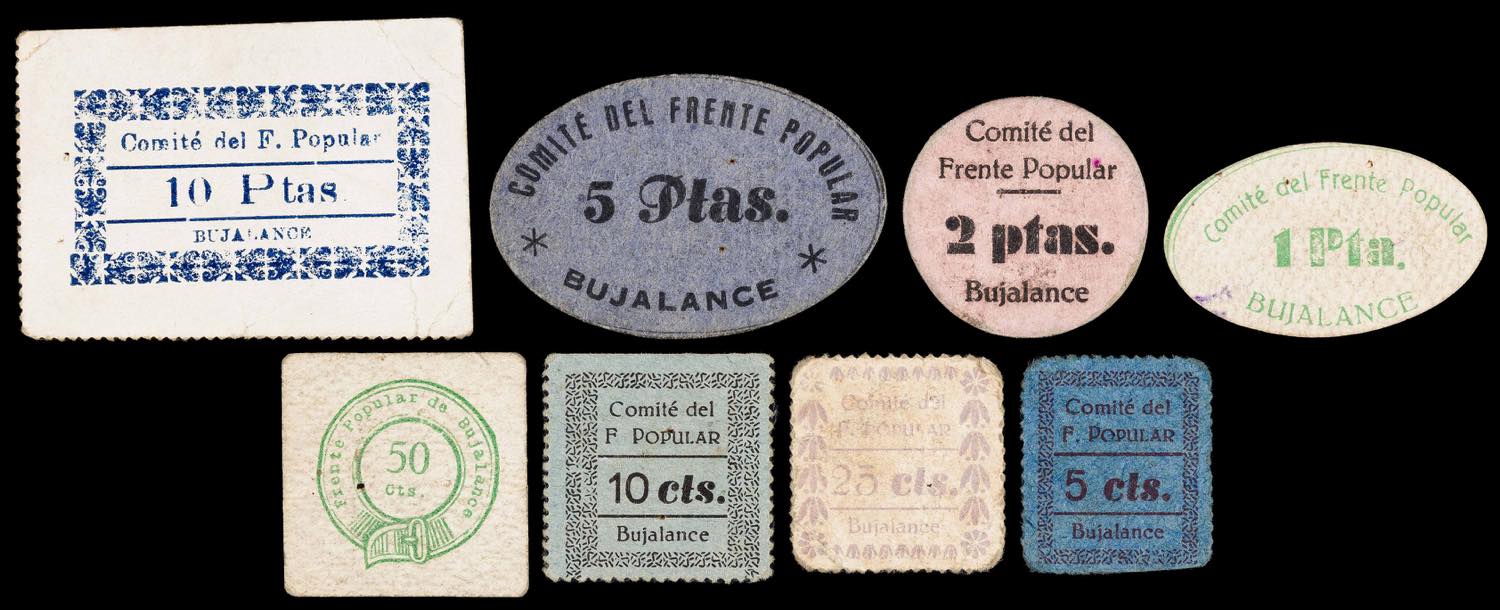 Comité del F. Popular
10 Ptas.
BUJALANCE
COMITÉ DEL FRENTE POPULAR
5 Ptas.
BUJALANCE
Comité del
Frente Popular
2 ptas.
Bujalance
Comité del Frente Popular
1 Pta.
BUJALANCE
Frente Popular de Bujalance
50
Cts.
Comité del
F POPULAR
10 cts.
Bujalance
Comité del
F. POPULAR
25 cts.
Bujalance
Comité del
F. POPULAR
5 cts.
Bujalance